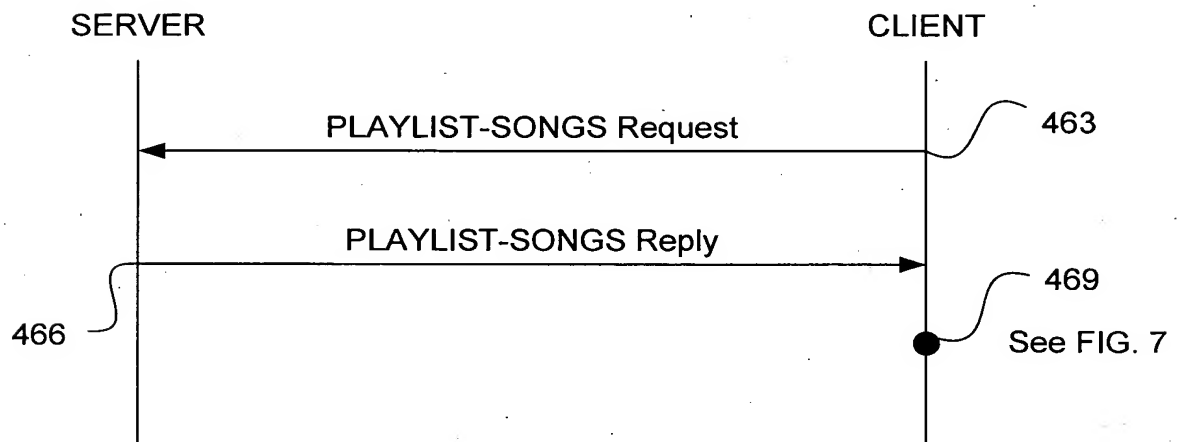 SERVER
CLIENT
PLAYLIST-SONGS Request
463
PLAYLIST-SONGS Reply
466
469
See FIG. 7